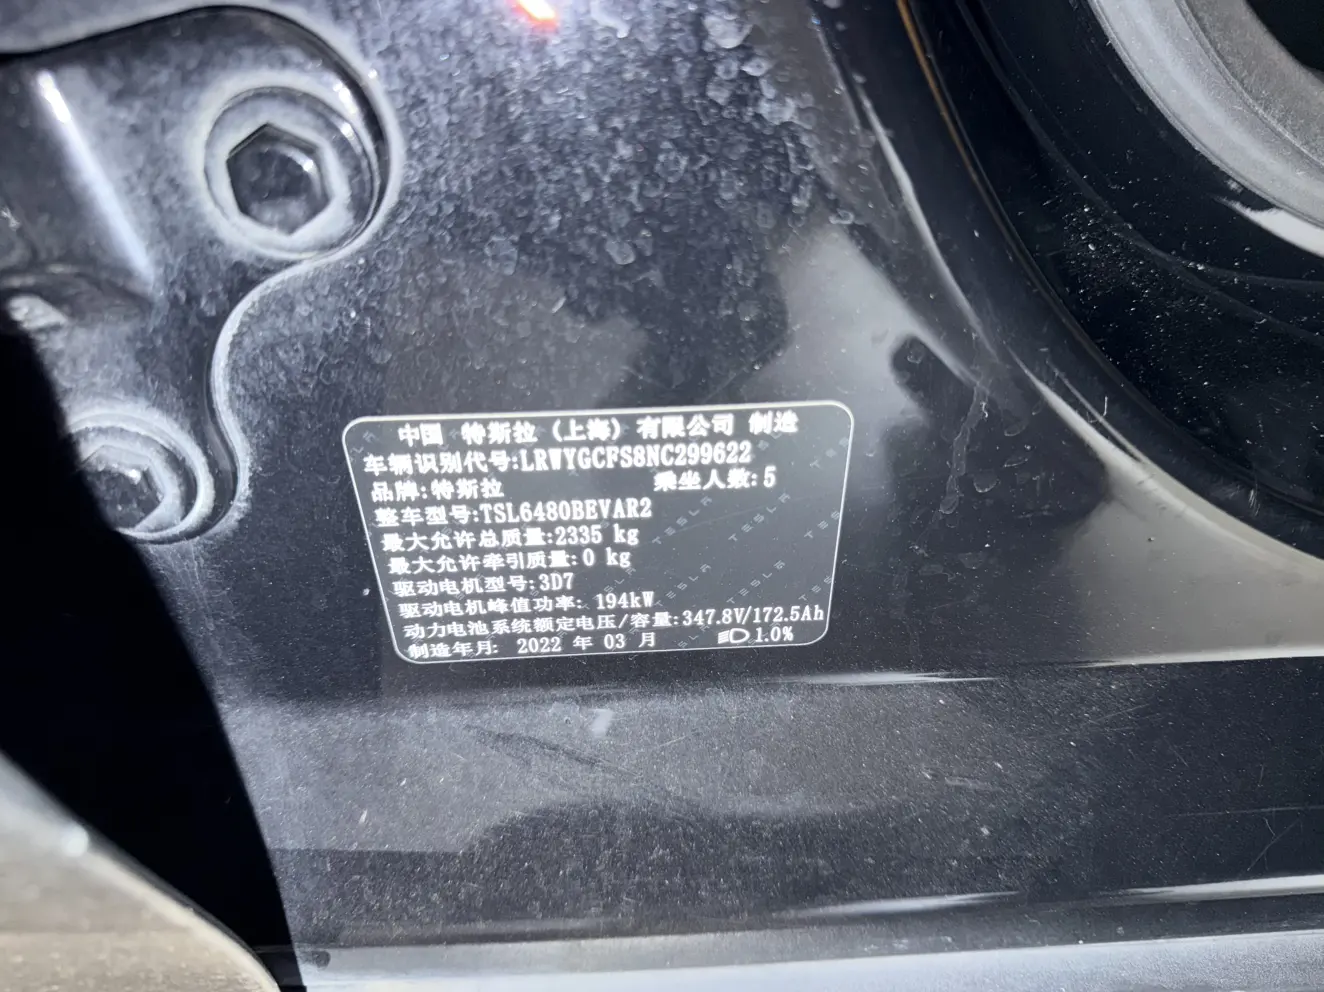 中国 特斯拉 (上海) 有限公司 制造
车辆识别代号:LRWYGCFS8NC299622
品牌:特斯拉 乘坐人数:5
整车型号:TSL6480BEVAR2
最大允许总质量:2335 kg
最大允许牵引质量:0 kg
驱动电机型号:3D7
驱动电机峰值功率: 194kW
动力电池系统额定电压/容量:347.8V/172.5Ah
制造年月: 2022 年 03 月 1.0%
TESLA